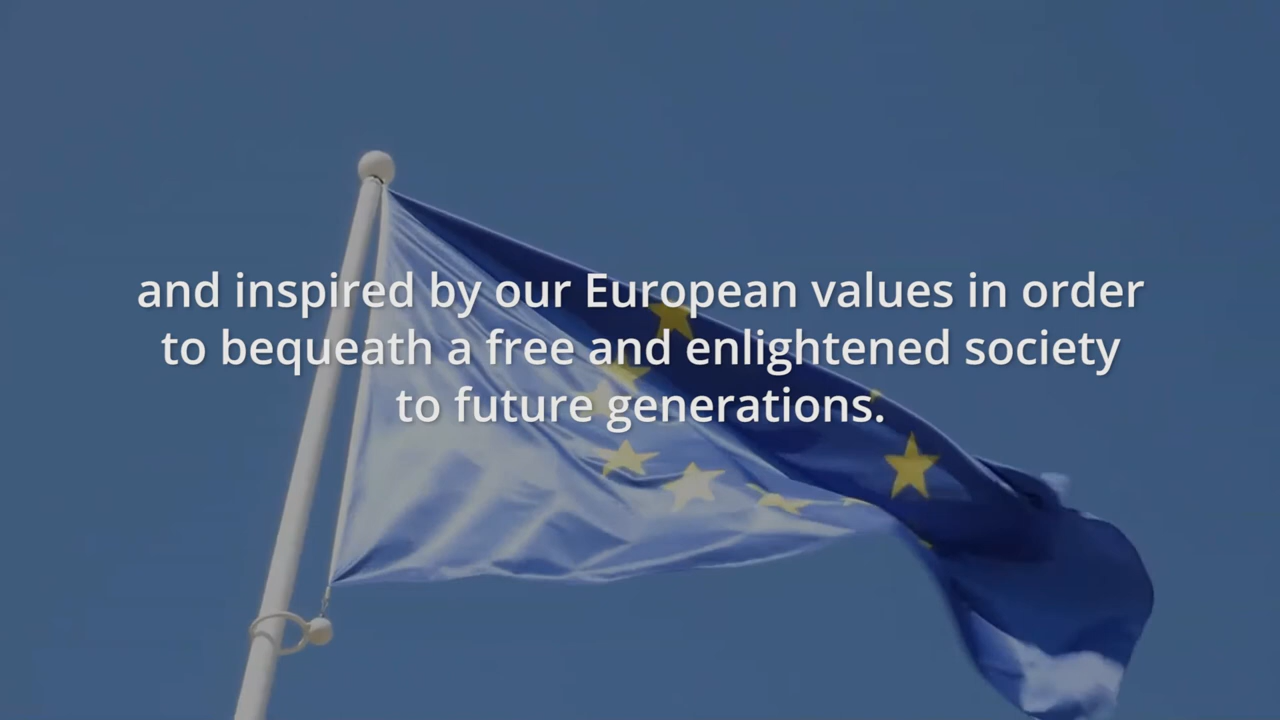 and inspired by our European values in order
to bequeath a free and enlightened society
to future generations.